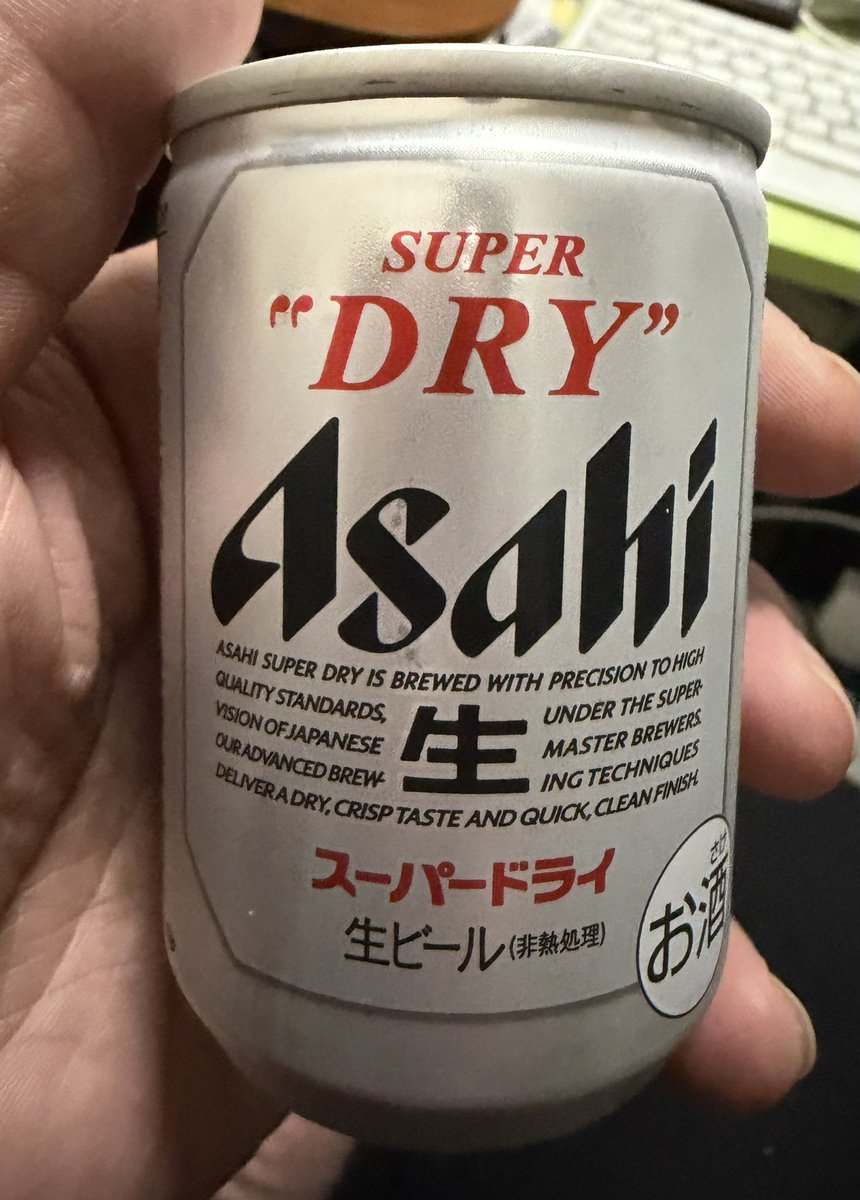 SUPER
“DRY”
Asahi
ASAHI SUPER DRY IS BREWED WITH PRECISION TO HIGH
QUALITY STANDARDS, UNDER THE SUPER-
VISION OF JAPANESE MASTER BREWERS.
生
OUR ADVANCED BREW- ING TECHNIQUES
DELIVER A DRY, CRISP TASTE AND QUICK, CLEAN FINISH.
スーパードライ
生ビール(非熱処理)
お酒